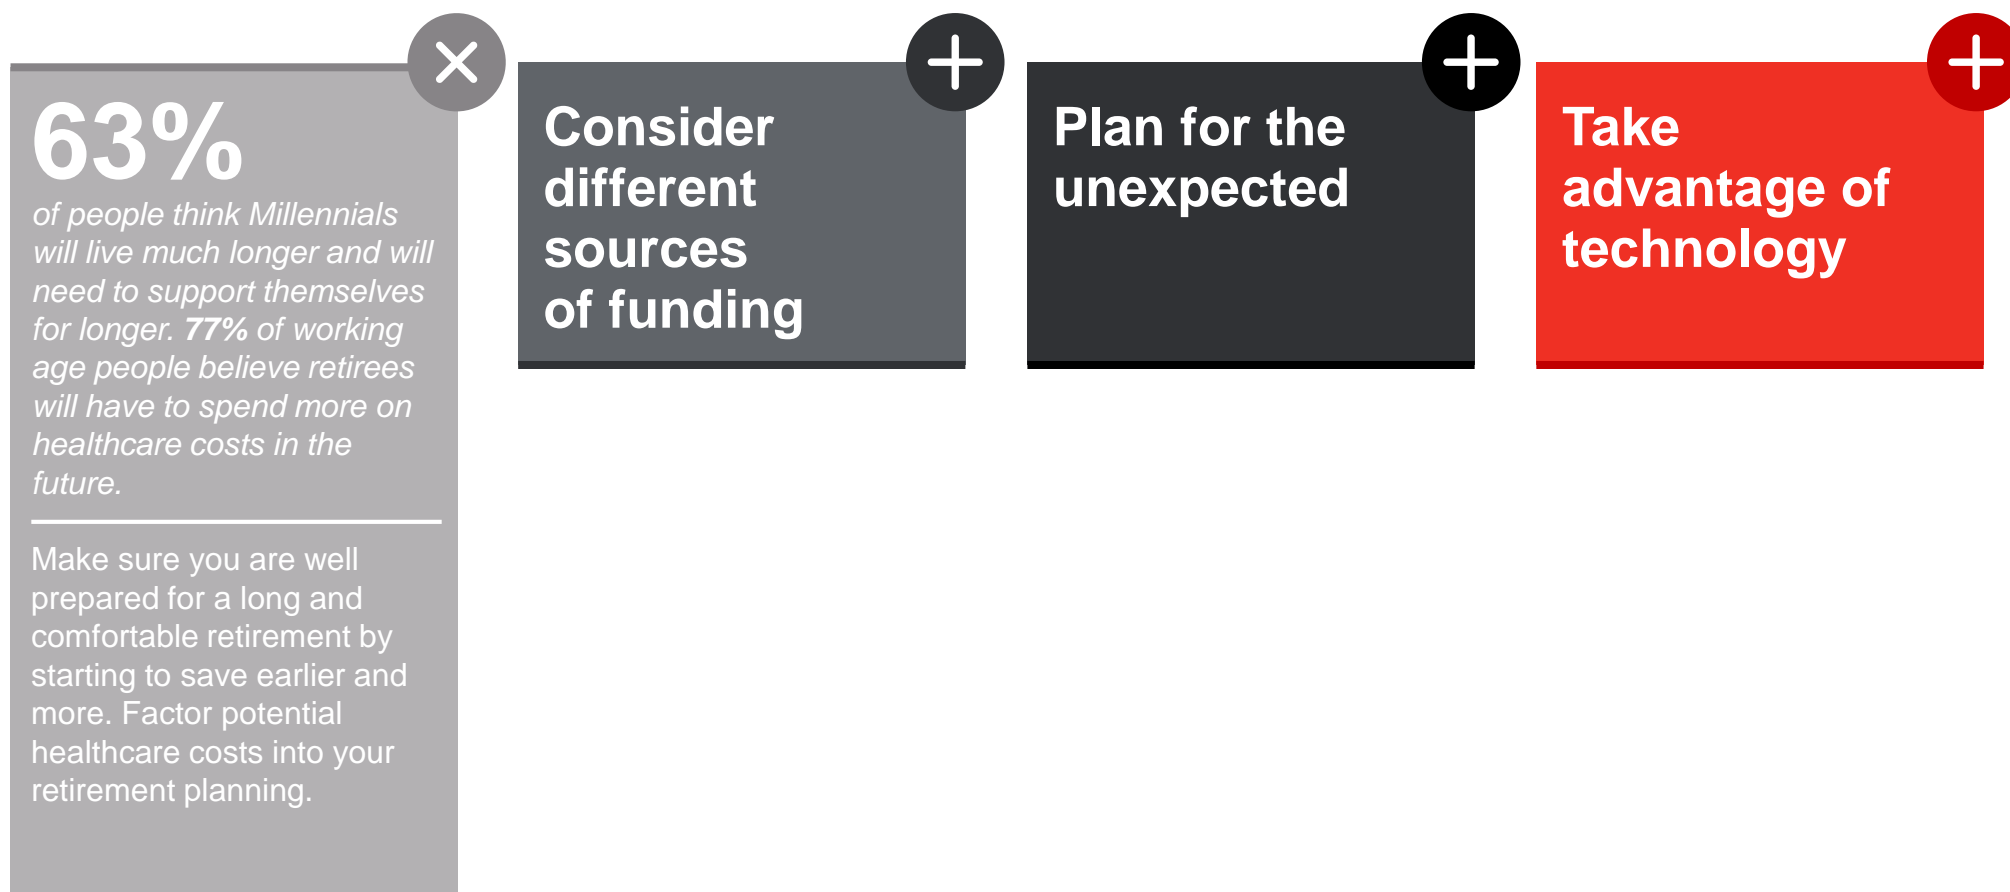 63%
of people think Millennials
will live much longer and will
need to support themselves
for longer. 77% of working
age people believe retirees
will have to spend more on
healthcare costs in the
future.
Make sure you are well
prepared for a long and
comfortable retirement by
starting to save earlier and
more. Factor potential
healthcare costs into your
retirement planning.
Consider
different
sources
of funding
Plan for the
unexpected
Take
advantage of
technology